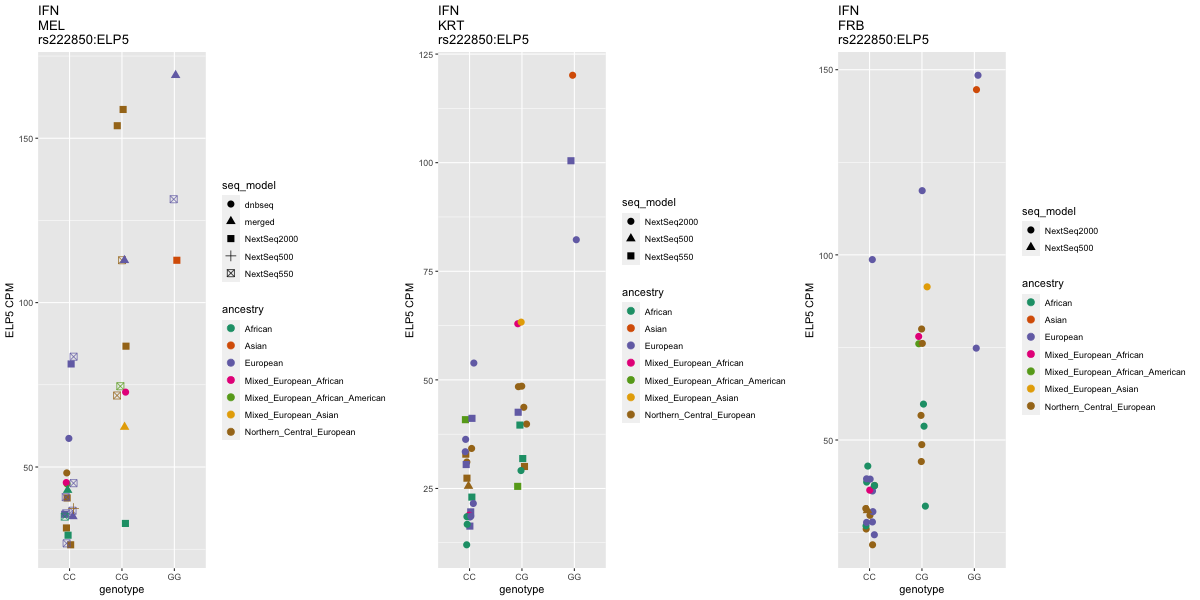 IFN
MEL
rs222850:ELP5
ELP5 CPM
150
100
50
CC
CG
GG
genotype
seq_model
dnbseq
merged
NextSeq2000
NextSeq500
NextSeq550
ancestry
African
Asian
European
Mixed_European_African
Mixed_European_African_American
Mixed_European_Asian
Northern_Central_European
IFN
KRT
rs222850:ELP5
ELP5 CPM
125
100
75
50
25
CC
CG
GG
genotype
seq_model
NextSeq2000
NextSeq500
NextSeq550
ancestry
African
Asian
European
Mixed_European_African
Mixed_European_African_American
Mixed_European_Asian
Northern_Central_European
IFN
FRB
rs222850:ELP5
ELP5 CPM
150
100
50
CC
CG
GG
genotype
seq_model
NextSeq2000
NextSeq500
ancestry
African
Asian
European
Mixed_European_African
Mixed_European_African_American
Mixed_European_Asian
Northern_Central_European